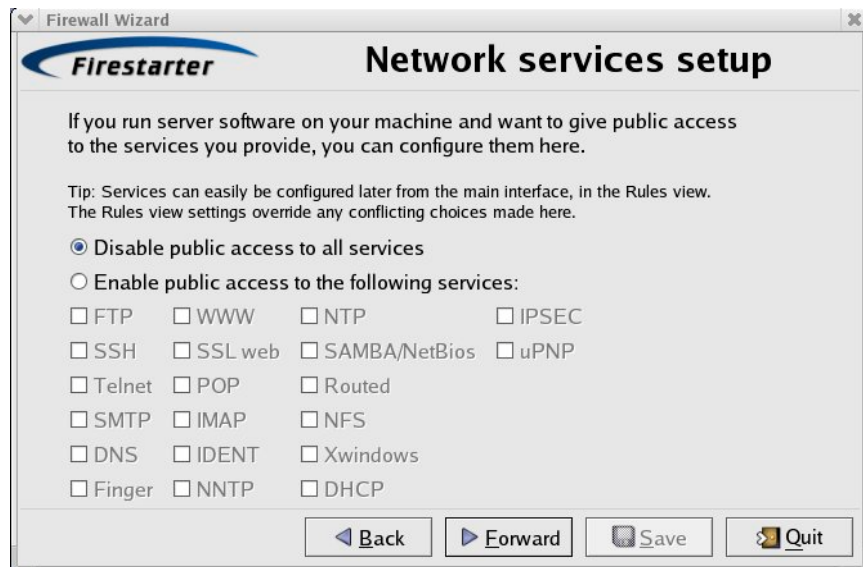 Firewall Wizard
Firestarter
Network services setup
If you run server software on your machine and want to give public access
to the services you provide, you can configure them here.
Tip: Services can easily be configured later from the main interface, in the Rules view.
The Rules view settings override any conflicting choices made here.
Disable public access to all services
Enable public access to the following services:
FTP WWW NTP IPSEC
SSH SSL web SAMBA/NetBios uPNP
Telnet POP Routed
SMTP IMAP NFS
DNS IDENT Xwindows
Finger NNTP DHCP
Back Forward Save Quit